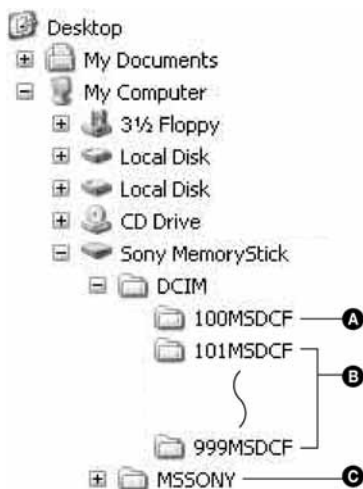 Desktop
My Documents
My Computer
3½ Floppy
Local Disk
Local Disk
CD Drive
Sony MemoryStick
DCIM
100MSDCF A
101MSDCF
B
999MSDCF
MSSONY C